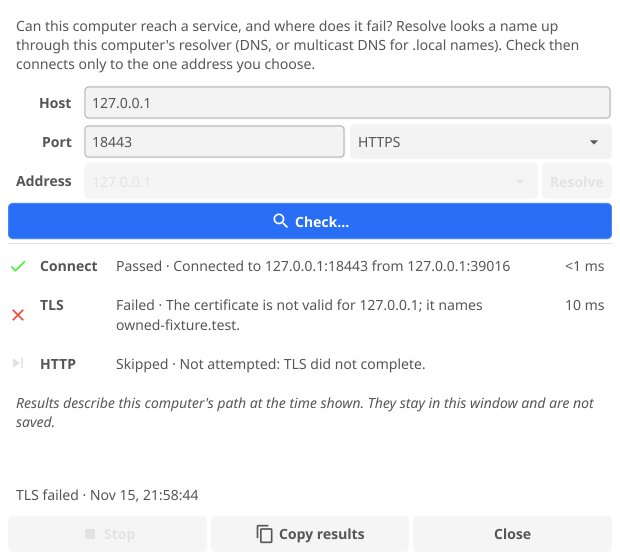 Can this computer reach a service, and where does it fail? Resolve looks a name up
through this computer's resolver (DNS, or multicast DNS for .local names). Check then
connects only to the one address you choose.
Host 127.0.0.1
Port 18443 HTTPS
Address 127.0.0.1 Resolve
Check...
Connect Passed · Connected to 127.0.0.1:18443 from 127.0.0.1:39016 <1 ms
TLS Failed · The certificate is not valid for 127.0.0.1; it names 10 ms
owned-fixture.test.
HTTP Skipped · Not attempted: TLS did not complete.
Results describe this computer's path at the time shown. They stay in this window and are not
saved.
TLS failed · Nov 15, 21:58:44
Stop Copy results Close